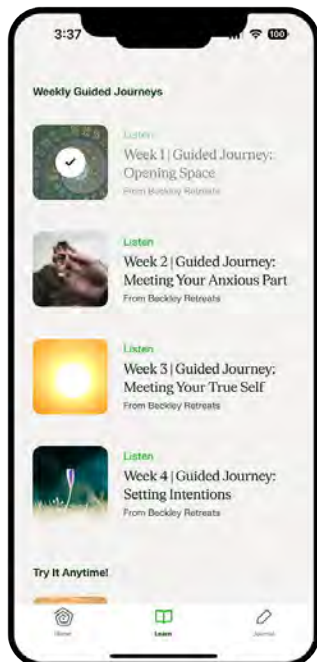 3:37
100
Weekly Guided Journeys
Listen
Week 1 | Guided Journey:
Opening Space
From Beckley Retreats
Listen
Week 2 | Guided Journey:
Meeting Your Anxious Part
From Beckley Retreats
Listen
Week 3 | Guided Journey:
Meeting Your True Self
From Beckley Retreats
Listen
Week 4 | Guided Journey:
Setting Intentions
From Beckley Retreats
Try It Anytime!
Home
Learn
Journal